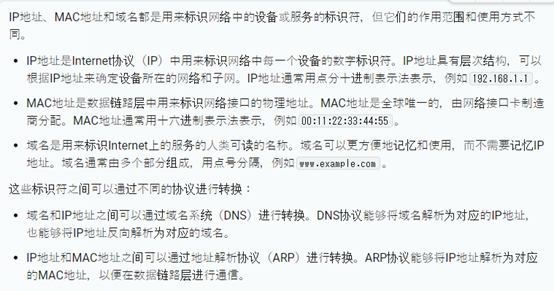 IP地址、MAC地址和域名都是用来标识网络中的设备或服务的标识符，但它们的作用范围和使用方式不
同。
• IP地址是Internet协议（IP）中用来标识网络中每一个设备的数字标识符。IP地址具有层次结构，可以
根据IP地址来确定设备所在的网络和子网。IP地址通常用点分十进制表示法表示，例如 192.168.1.1 。
• MAC地址是数据链路层中用来标识网络接口的物理地址。MAC地址是全球唯一的，由网络接口卡制造
商分配。MAC地址通常用十六进制表示法表示，例如 00:11:22:33:44:55 。
• 域名是用来标识Internet上的服务的人类可读的名称。域名可以更方便地记忆和使用，而不需要记忆IP
地址。域名通常由多个部分组成，用点号分隔，例如 www.example.com 。
这些标识符之间可以通过不同的协议进行转换：
• 域名和IP地址之间可以通过域名系统（DNS）进行转换。DNS协议能够将域名解析为对应的IP地址，
也能够将IP地址反向解析为对应的域名。
• IP地址和MAC地址之间可以通过地址解析协议（ARP）进行转换。ARP协议能够将IP地址解析为对应
的MAC地址，以便在数据链路层进行通信。